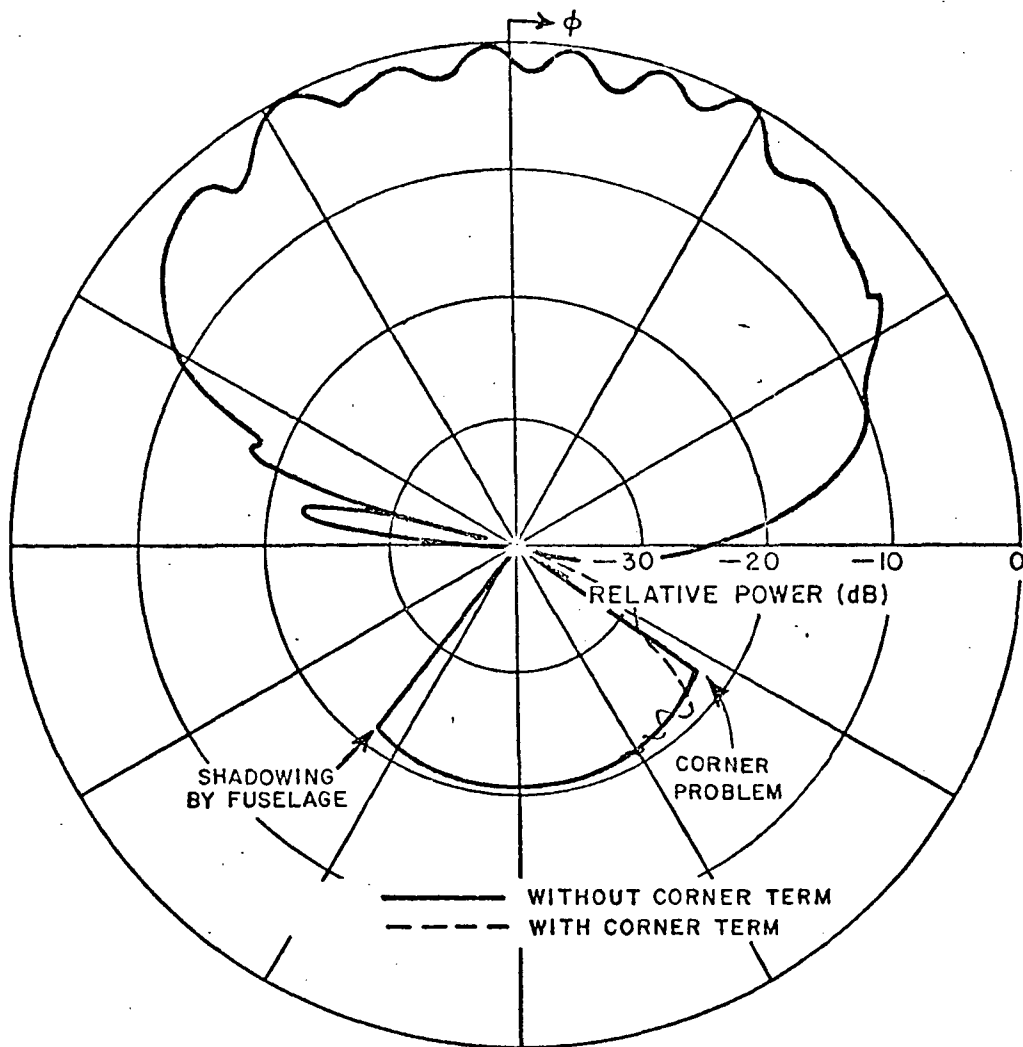 ϕ
-30 -20 -10 0
RELATIVE POWER (dB)
SHADOWING
BY FUSELAGE
CORNER
PROBLEM
WITHOUT CORNER TERM
WITH CORNER TERM